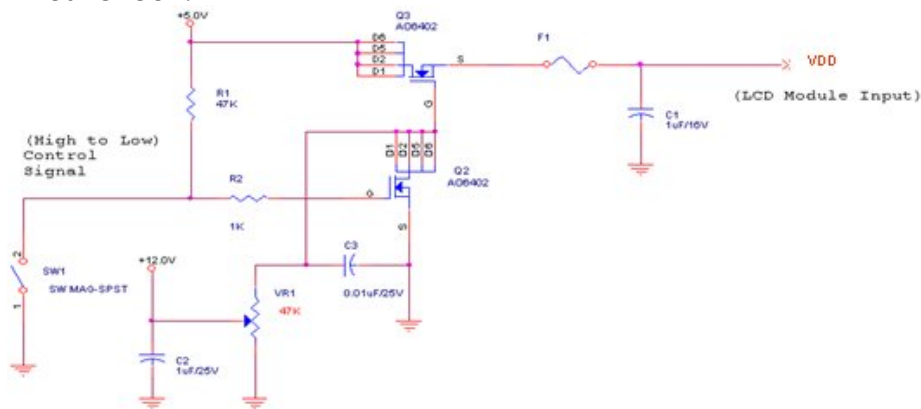 +5.0V
Q3
AO6402
D6
D5
D2
D1
S
G
F1
VDD
(LCD Module Input)
C1
1uF/16V
R1
47K
(High to Low)
Control
Signal
D1
D2
D5
D6
Q2
AO6402
R2
1K
G
S
2
SW1
SW MAG-SPST
1
+12.0V
C3
0.01uF/25V
VR1
47K
C2
1uF/25V